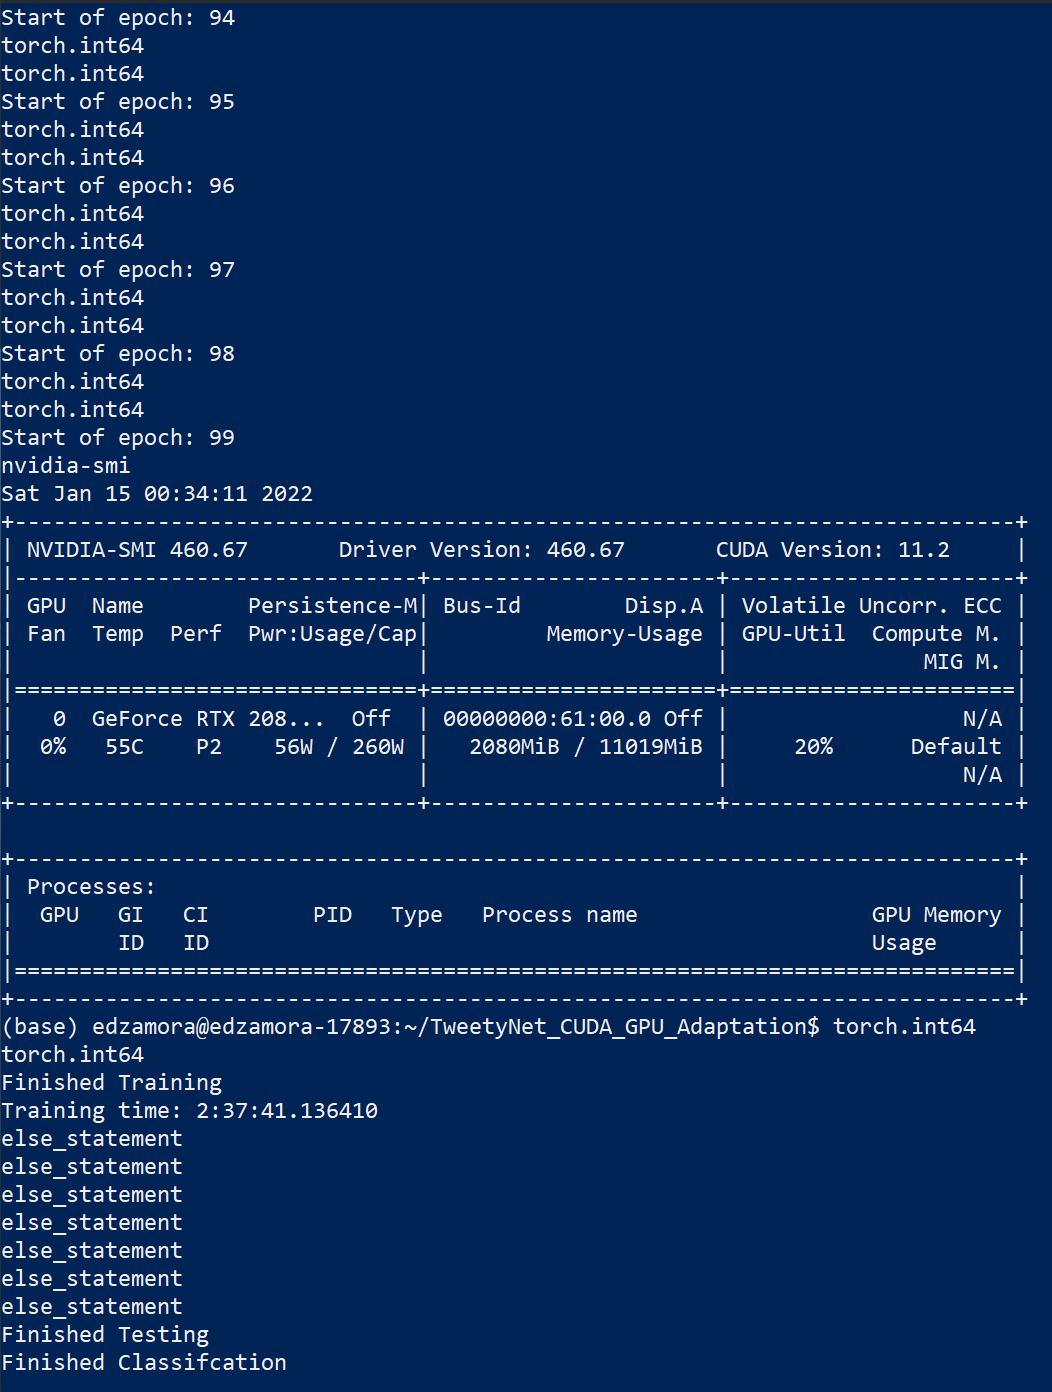 Start of epoch: 94
torch.int64
torch.int64
Start of epoch: 95
torch.int64
torch.int64
Start of epoch: 96
torch.int64
torch.int64
Start of epoch: 97
torch.int64
torch.int64
Start of epoch: 98
torch.int64
torch.int64
Start of epoch: 99
nvidia-smi
Sat Jan 15 00:34:11 2022
+-----------------------------------------------------------------------------+
| NVIDIA-SMI 460.67       Driver Version: 460.67       CUDA Version: 11.2     |
|-------------------------------+----------------------+----------------------+
| GPU  Name        Persistence-M| Bus-Id        Disp.A | Volatile Uncorr. ECC |
| Fan  Temp  Perf  Pwr:Usage/Cap|         Memory-Usage | GPU-Util  Compute M. |
|                               |                      |               MIG M. |
|===============================+======================+======================|
|   0  GeForce RTX 208...  Off  | 00000000:61:00.0 Off |                  N/A |
|  0%   55C    P2    56W / 260W |   2080MiB / 11019MiB |     20%      Default |
|                               |                      |                  N/A |
+-------------------------------+----------------------+----------------------+

+-----------------------------------------------------------------------------+
| Processes:                                                                  |
|  GPU   GI   CI        PID   Type   Process name                  GPU Memory |
|        ID   ID                                                   Usage      |
|=============================================================================|
+-----------------------------------------------------------------------------+
(base) edzamora@edzamora-17893:~/TweetyNet_CUDA_GPU_Adaptation$ torch.int64
torch.int64
Finished Training
Training time: 2:37:41.136410
else_statement
else_statement
else_statement
else_statement
else_statement
else_statement
else_statement
Finished Testing
Finished Classifcation